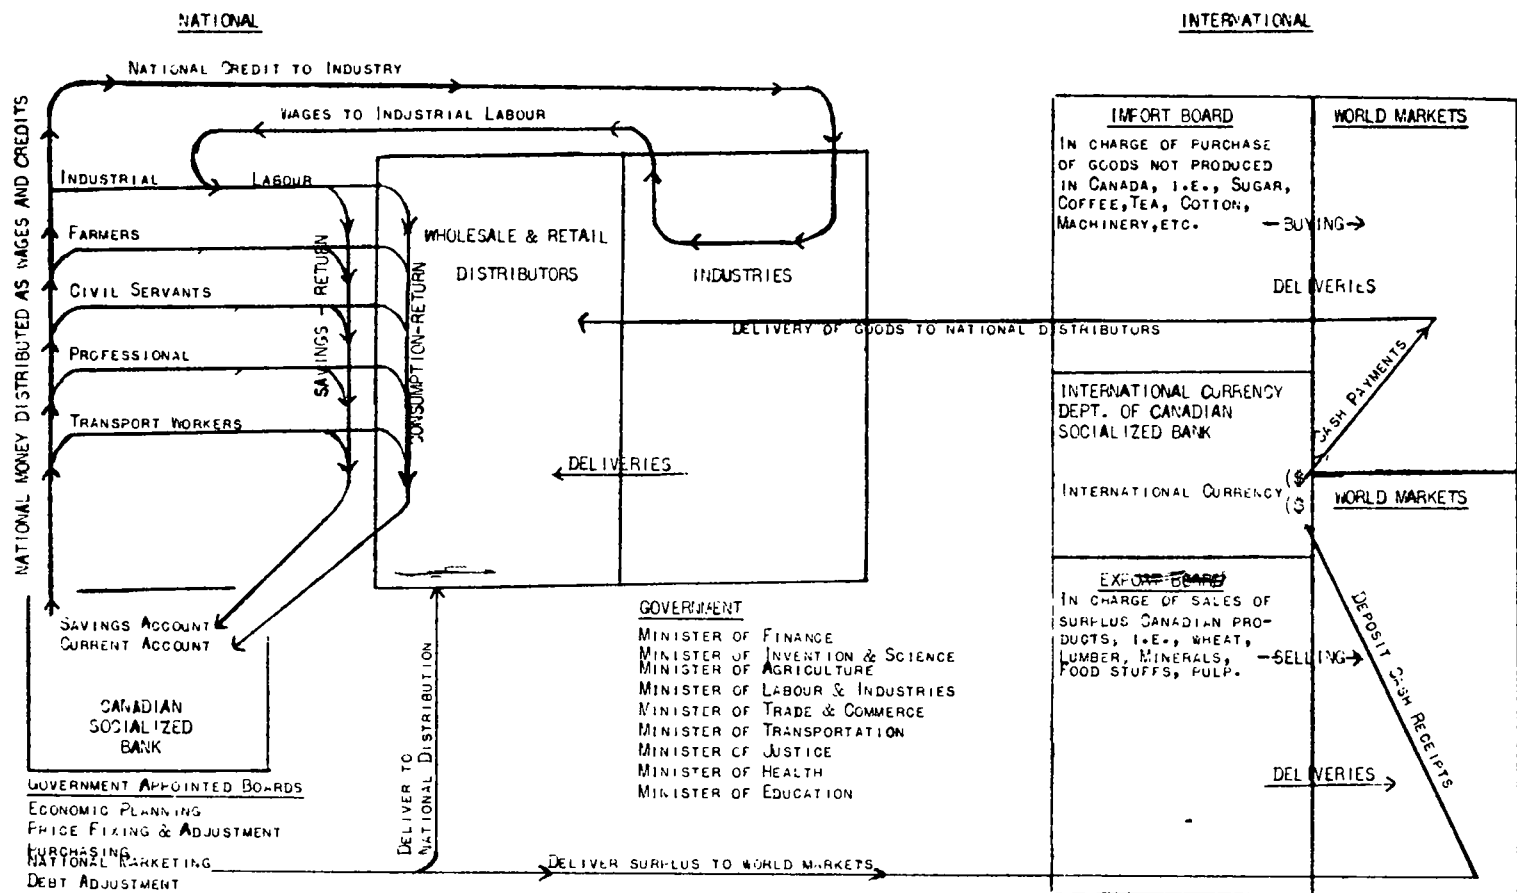 NATIONAL
NATIONAL CREDIT TO INDUSTRY
WAGES TO INDUSTRIAL LABOUR
NATIONAL MONEY DISTRIBUTED AS WAGES AND CREDITS
INDUSTRIAL LABOUR
FARMERS
CIVIL SERVANTS
PROFESSIONAL
TRANSPORT WORKERS
SAVINGS - RETURN
CONSUMPTION-RETURN
WHOLESALE & RETAIL
DISTRIBUTORS
INDUSTRIES
DELIVERY OF GOODS TO NATIONAL DISTRIBUTORS
DELIVERIES
SAVINGS ACCOUNT
CURRENT ACCOUNT
CANADIAN
SOCIALIZED
BANK
GOVERNMENT APPOINTED BOARDS
ECONOMIC PLANNING
PRICE FIXING & ADJUSTMENT
PURCHASING
NATIONAL MARKETING
DEBT ADJUSTMENT
DELIVER TO
NATIONAL DISTRIBUTION
DELIVER SURPLUS TO WORLD MARKETS
GOVERNMENT
MINISTER OF FINANCE
MINISTER OF INVENTION & SCIENCE
MINISTER OF AGRICULTURE
MINISTER OF LABOUR & INDUSTRIES
MINISTER OF TRADE & COMMERCE
MINISTER OF TRANSPORTATION
MINISTER OF JUSTICE
MINISTER OF HEALTH
MINISTER OF EDUCATION
INTERNATIONAL
IMPORT BOARD
IN CHARGE OF PURCHASE
OF GOODS NOT PRODUCED
IN CANADA, I.E., SUGAR,
COFFEE, TEA, COTTON,
MACHINERY, ETC.
BUYING
WORLD MARKETS
DELIVERIES
CASH PAYMENTS
INTERNATIONAL CURRENCY
DEPT. OF CANADIAN
SOCIALIZED BANK
INTERNATIONAL CURRENCY ($
($
WORLD MARKETS
EXPORT BOARD
IN CHARGE OF SALES OF
SURPLUS CANADIAN PRO-
DUCTS, I.E., WHEAT,
LUMBER, MINERALS,
FOOD STUFFS, PULP.
SELLING
DEPOSIT CASH RECEIPTS
DELIVERIES